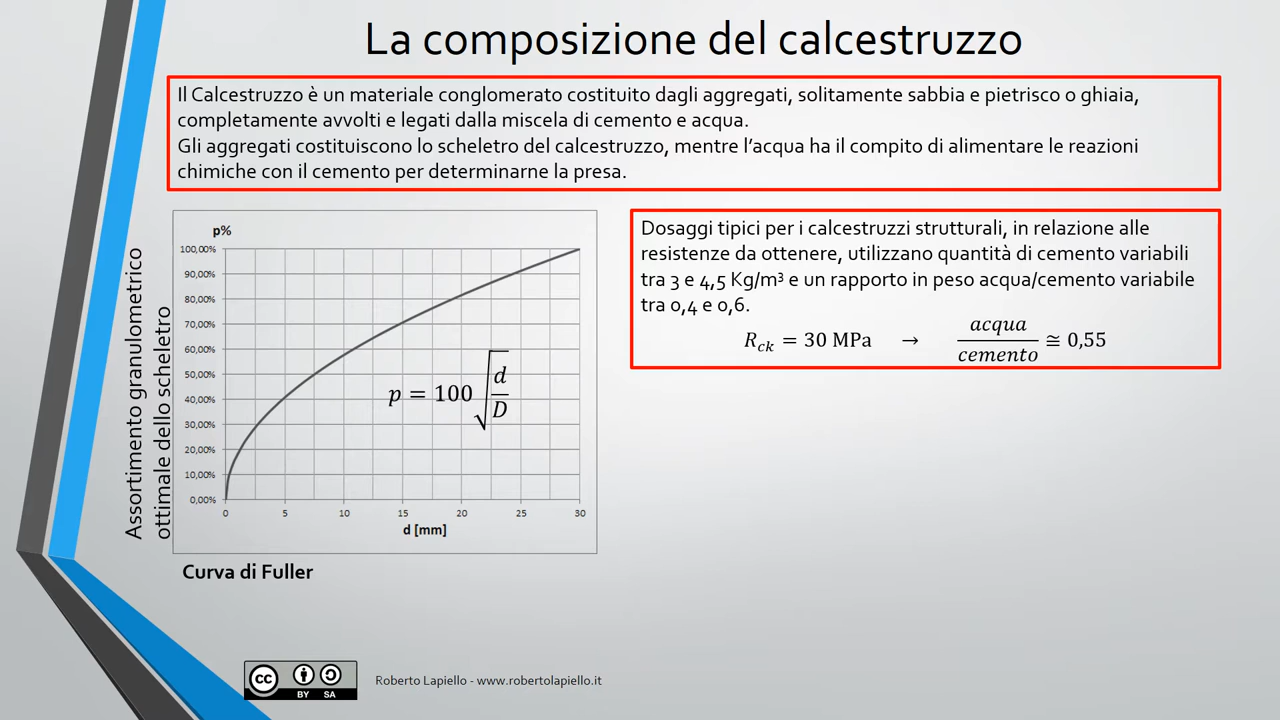 La composizione del calcestruzzo
Il Calcestruzzo è un materiale conglomerato costituito dagli aggregati, solitamente sabbia e pietrisco o ghiaia,
completamente avvolti e legati dalla miscela di cemento e acqua.
Gli aggregati costituiscono lo scheletro del calcestruzzo, mentre l'acqua ha il compito di alimentare le reazioni
chimiche con il cemento per determinarne la presa.
Assortimento granulometrico
ottimale dello scheletro
p%
100,00%
90,00%
80,00%
70,00%
60,00%
50,00%
40,00%
30,00%
20,00%
10,00%
0,00%
p = 100 √(d/D)
0 5 10 15 20 25 30
d [mm]
Curva di Fuller
Dosaggi tipici per i calcestruzzi strutturali, in relazione alle
resistenze da ottenere, utilizzano quantità di cemento variabili
tra 3 e 4,5 Kg/m³ e un rapporto in peso acqua/cemento variabile
tra 0,4 e 0,6.
R_ck = 30 MPa → acqua/cemento ≅ 0,55
cc BY SA
Roberto Lapiello - www.robertolapiello.it